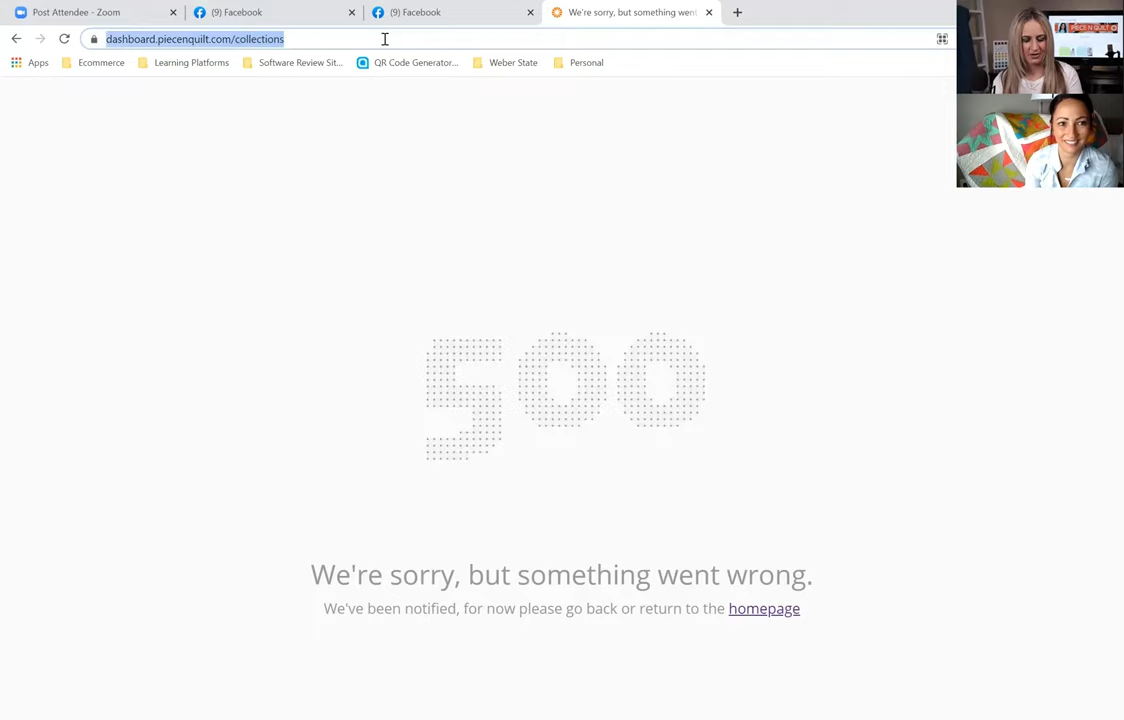 Post Attendee - Zoom
(9) Facebook
(9) Facebook
We're sorry, but something went
dashboard.piecenquilt.com/collections
Apps
Ecommerce
Learning Platforms
Software Review Sit...
QR Code Generator...
Weber State
Personal
500
We're sorry, but something went wrong.
We've been notified, for now please go back or return to the homepage